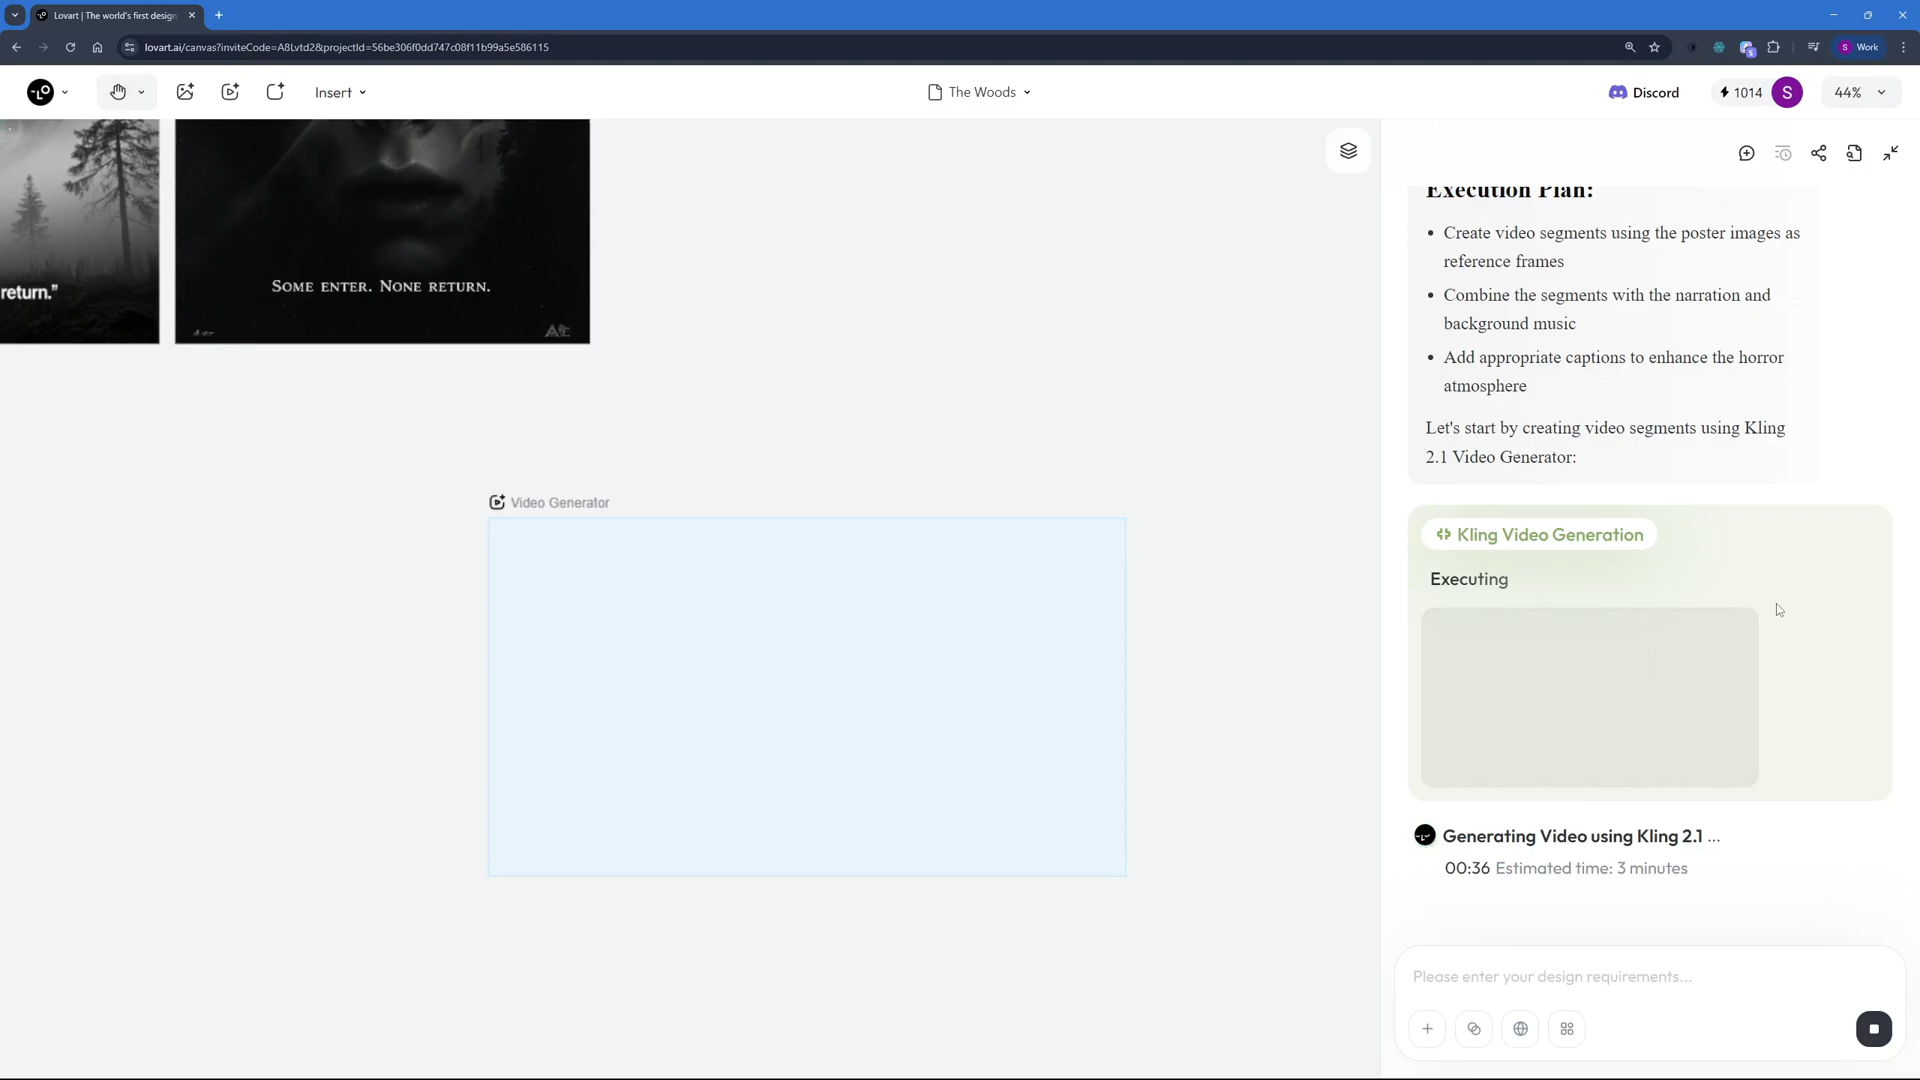 Lovart | The world's first design
lovart.ai/canvas?inviteCode=A8Lvtd2&projectId=56be306f0dd747c08f11b99a5e586115
S Work
Insert
The Woods
Discord
1014
S
44%
return.”
SOME ENTER. NONE RETURN.
Video Generator
Execution Plan:
• Create video segments using the poster images as
reference frames
• Combine the segments with the narration and
background music
• Add appropriate captions to enhance the horror
atmosphere
Let's start by creating video segments using Kling
2.1 Video Generator:
Kling Video Generation
Executing
Generating Video using Kling 2.1 ...
00:36 Estimated time: 3 minutes
Please enter your design requirements...